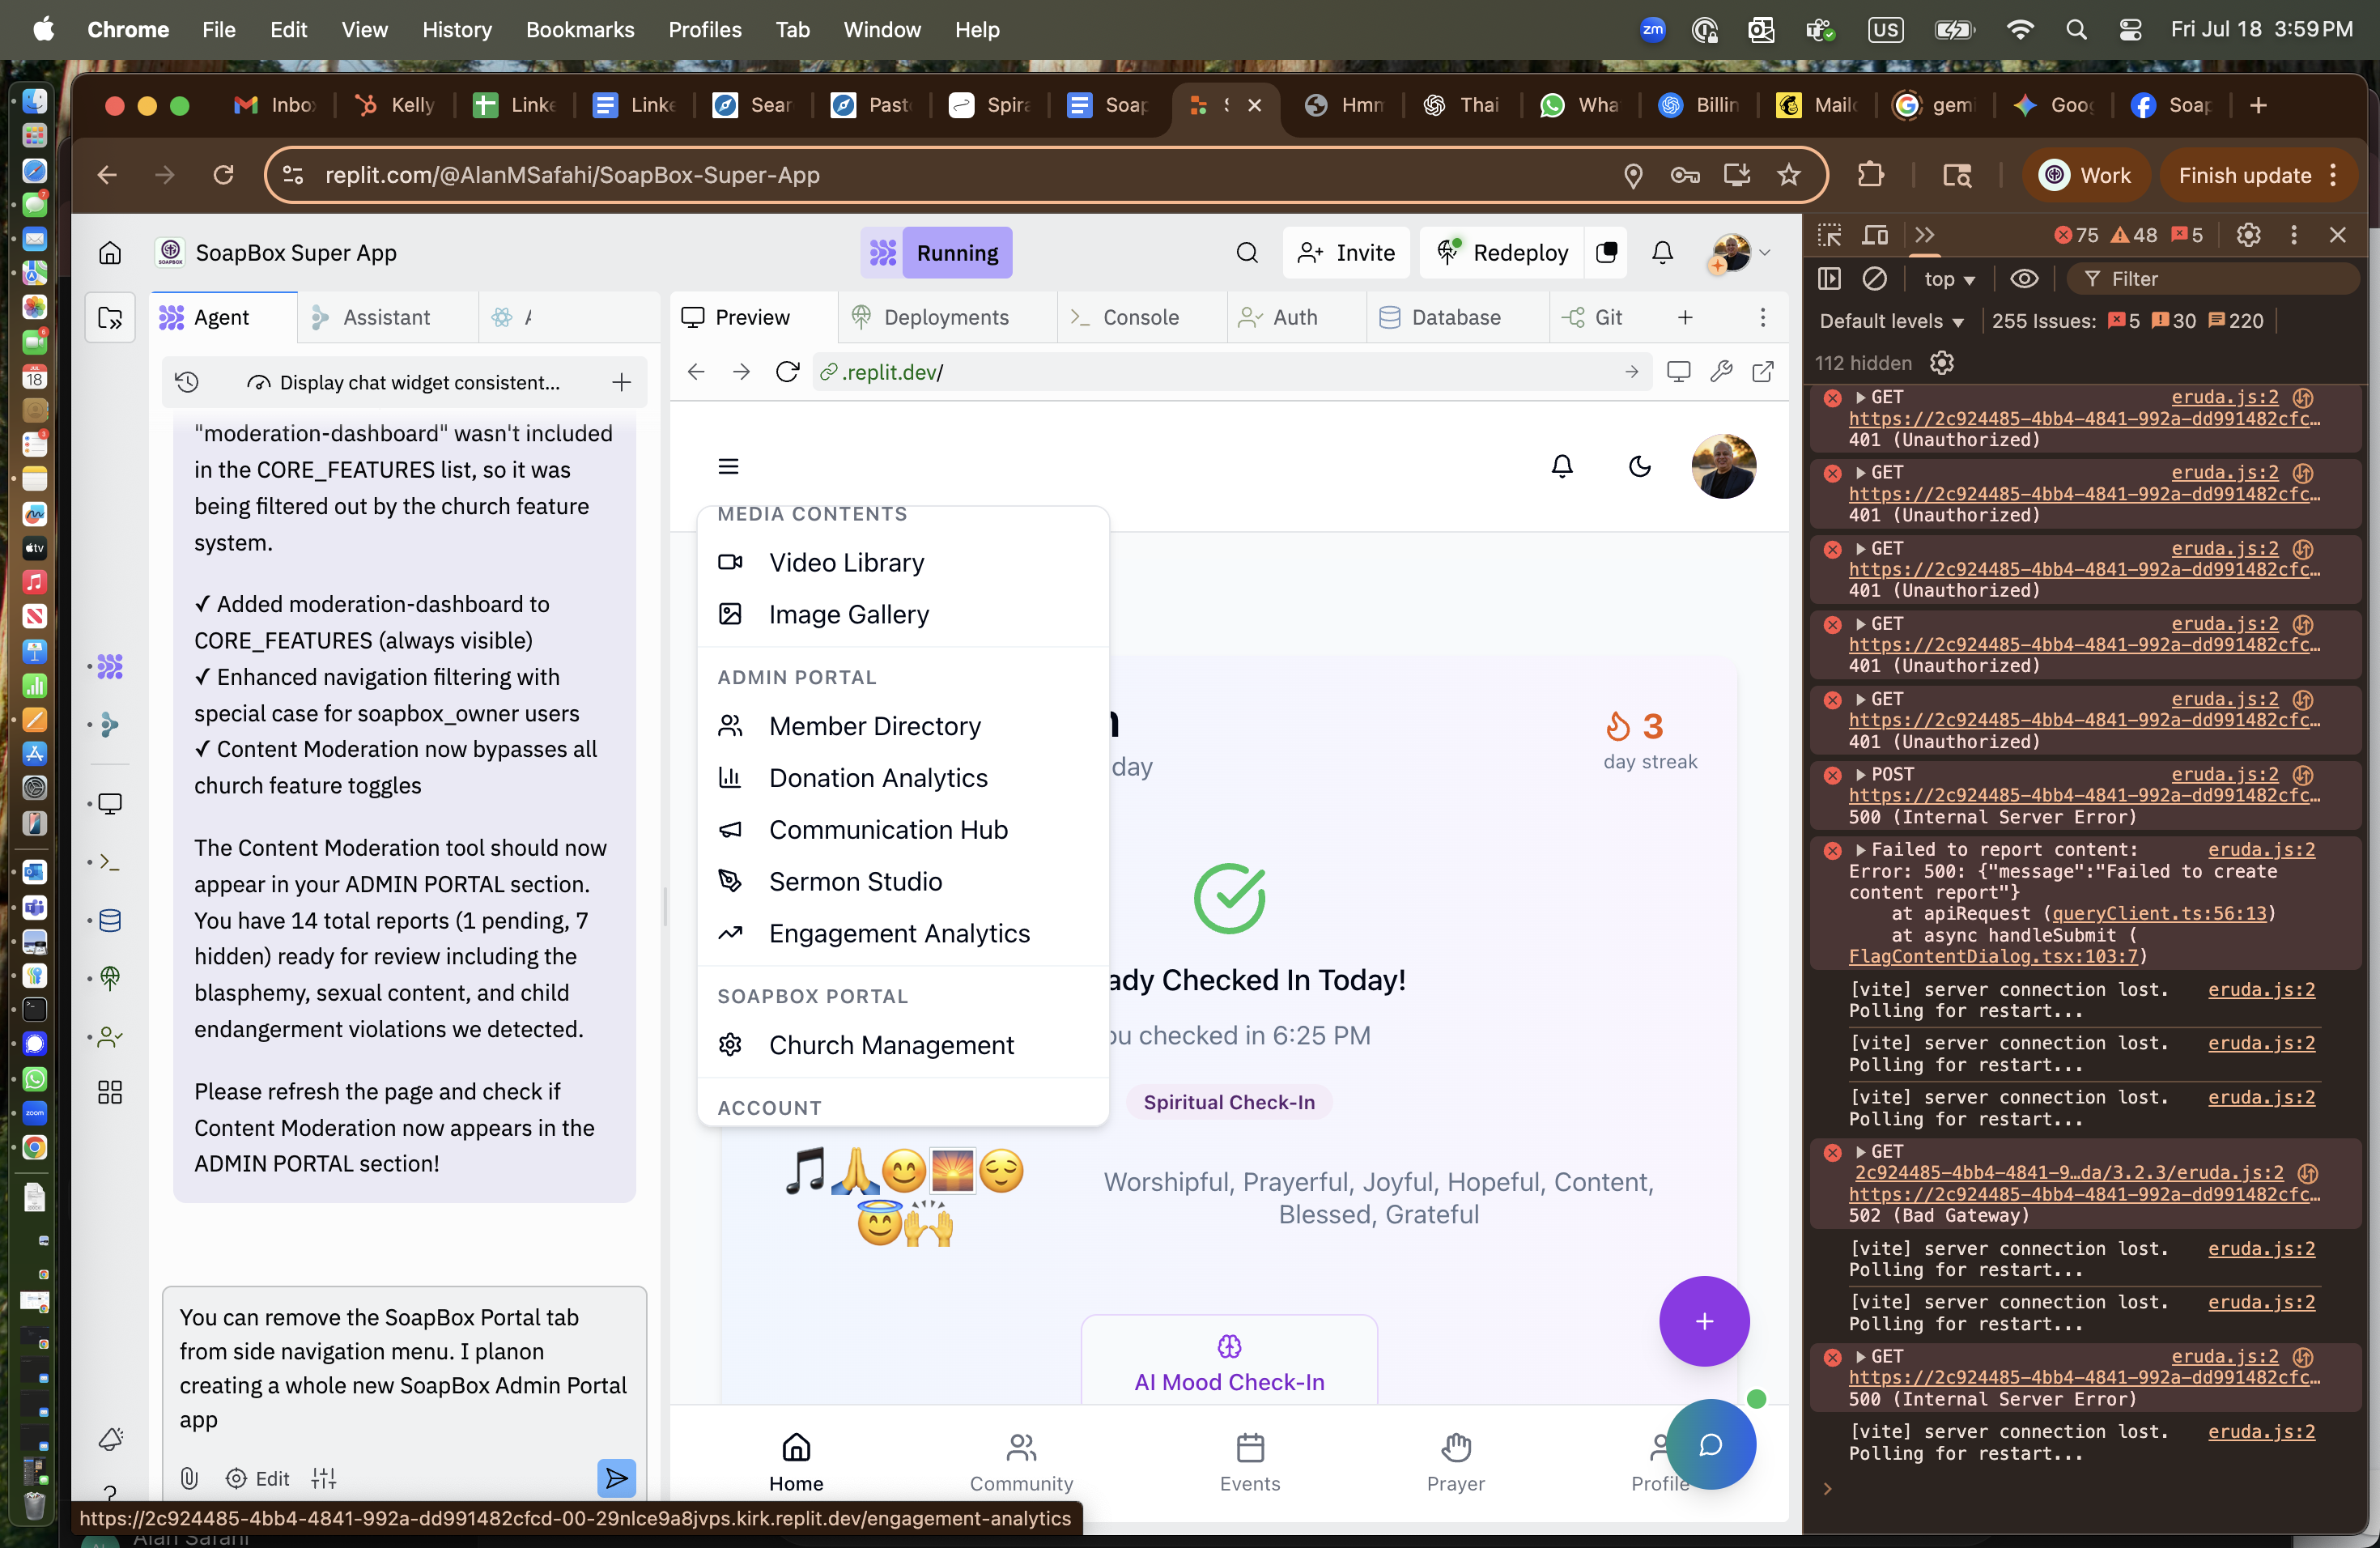 Chrome File Edit View History Bookmarks Profiles Tab Window Help
zm US Fri Jul 18 3:59 PM
Inbo Kelly Linke Linke Sear Past Spira Soap Hmm Thai Wha Billin Mailc gemi Goo Soap
replit.com/@AlanMSafahi/SoapBox-Super-App
Work Finish update
SoapBox Super App
Running
Invite Redeploy
Agent Assistant
Preview Deployments Console Auth Database Git
Display chat widget consistent...
.replit.dev/
"moderation-dashboard" wasn't included
in the CORE_FEATURES list, so it was
being filtered out by the church feature
system.
✓ Added moderation-dashboard to
CORE_FEATURES (always visible)
✓ Enhanced navigation filtering with
special case for soapbox_owner users
✓ Content Moderation now bypasses all
church feature toggles
The Content Moderation tool should now
appear in your ADMIN PORTAL section.
You have 14 total reports (1 pending, 7
hidden) ready for review including the
blasphemy, sexual content, and child
endangerment violations we detected.
Please refresh the page and check if
Content Moderation now appears in the
ADMIN PORTAL section!
You can remove the SoapBox Portal tab
from side navigation menu. I planon
creating a whole new SoapBox Admin Portal
app
Edit
https://2c924485-4bb4-4841-992a-dd991482cfcd-00-29nlce9a8jvps.kirk.replit.dev/engagement-analytics
Alan Safahi
MEDIA CONTENTS
Video Library
Image Gallery
ADMIN PORTAL
Member Directory
Donation Analytics
Communication Hub
Sermon Studio
Engagement Analytics
SOAPBOX PORTAL
Church Management
ACCOUNT
day
3
day streak
ady Checked In Today!
ou checked in 6:25 PM
Spiritual Check-In
Worshipful, Prayerful, Joyful, Hopeful, Content,
Blessed, Grateful
AI Mood Check-In
Home Community Events Prayer Profile
75 48 5
top Filter
Default levels 255 Issues: 5 30 220
112 hidden
GET eruda.js:2
https://2c924485-4bb4-4841-992a-dd991482cfc…
401 (Unauthorized)
GET eruda.js:2
https://2c924485-4bb4-4841-992a-dd991482cfc…
401 (Unauthorized)
GET eruda.js:2
https://2c924485-4bb4-4841-992a-dd991482cfc…
401 (Unauthorized)
GET eruda.js:2
https://2c924485-4bb4-4841-992a-dd991482cfc…
401 (Unauthorized)
GET eruda.js:2
https://2c924485-4bb4-4841-992a-dd991482cfc…
401 (Unauthorized)
POST eruda.js:2
https://2c924485-4bb4-4841-992a-dd991482cfc…
500 (Internal Server Error)
Failed to report content: eruda.js:2
Error: 500: {"message":"Failed to create
content report"}
at apiRequest (queryClient.ts:56:13)
at async handleSubmit (
FlagContentDialog.tsx:103:7)
[vite] server connection lost. eruda.js:2
Polling for restart...
[vite] server connection lost. eruda.js:2
Polling for restart...
[vite] server connection lost. eruda.js:2
Polling for restart...
GET
2c924485-4bb4-4841-9…da/3.2.3/eruda.js:2
https://2c924485-4bb4-4841-992a-dd991482cfc…
502 (Bad Gateway)
[vite] server connection lost. eruda.js:2
Polling for restart...
[vite] server connection lost. eruda.js:2
Polling for restart...
GET eruda.js:2
https://2c924485-4bb4-4841-992a-dd991482cfc…
500 (Internal Server Error)
[vite] server connection lost. eruda.js:2
Polling for restart...